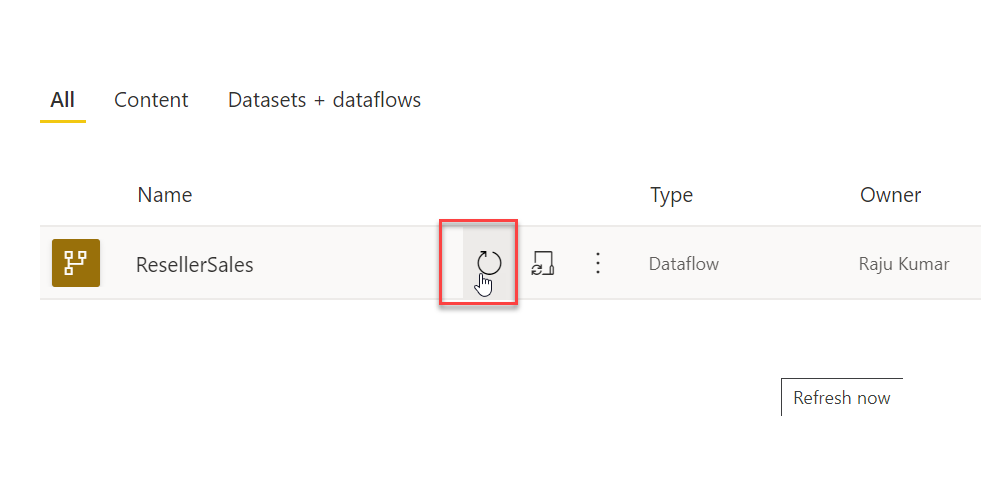 All Content Datasets + dataflows
Name Type Owner
ResellerSales Dataflow Raju Kumar
Refresh now